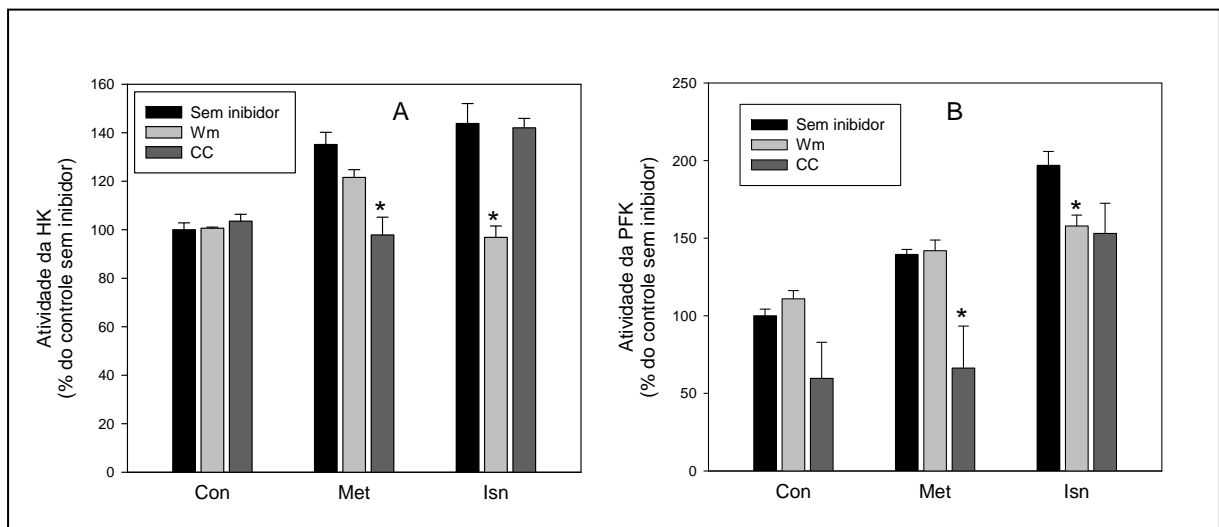 A
Atividade da HK
(% do controle sem inibidor)
160
140
120
100
80
60
40
20
0
Sem inibidor
Wm
CC
*
*
Con Met Isn
B
Atividade da PFK
(% do controle sem inibidor)
250
200
150
100
50
0
Sem inibidor
Wm
CC
*
*
Con Met Isn